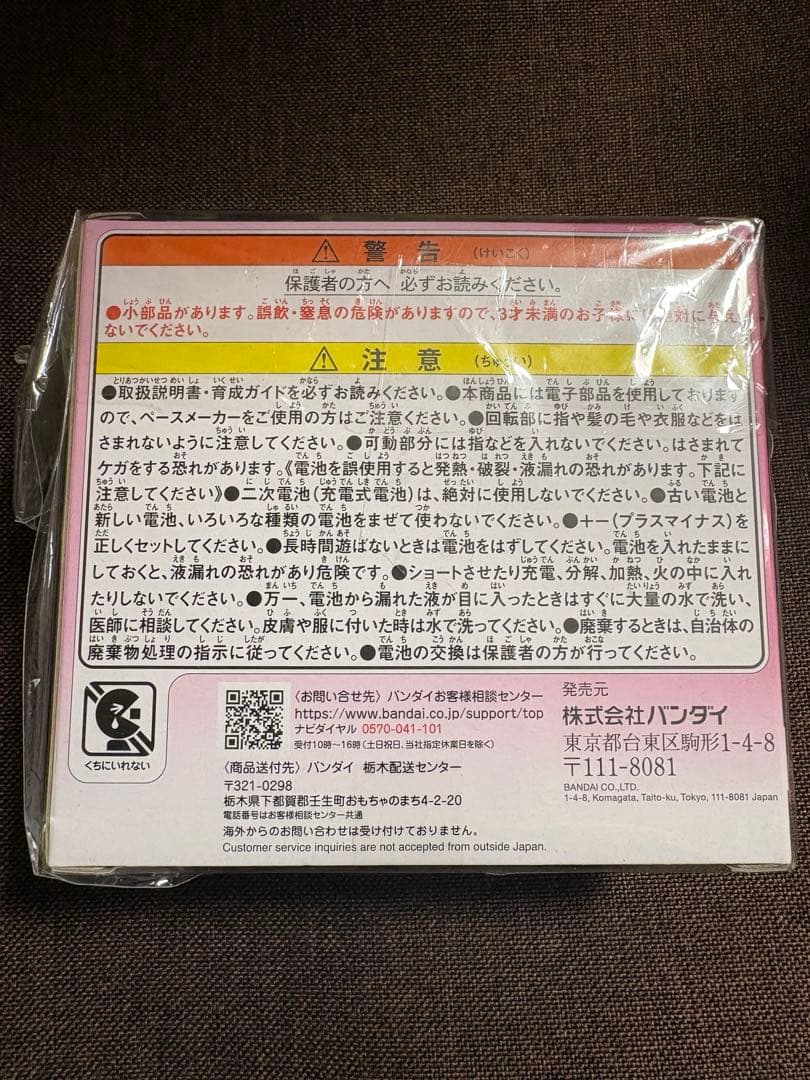 ⚠ 警告 (けいこく)
保護者の方へ 必ずお読みください。
●小部品があります。誤飲・窒息の危険がありますので、3才未満のお子様には絶対に与え
ないでください。
⚠ 注意 (ちゅうい)
●取扱説明書・育成ガイドを必ずお読みください。●本商品には電子部品を使用しております
ので、ペースメーカーをご使用の方はご注意ください。●回転部に指や髪の毛や衣服などをは
さまれないように注意してください。●可動部分には指などを入れないでください。はさまれて
ケガをする恐れがあります。《電池を誤使用すると発熱・破裂・液漏れの恐れがあります。下記に
注意してください》●二次電池(充電式電池)は、絶対に使用しないでください。●古い電池と
新しい電池、いろいろな種類の電池をまぜて使わないでください。●+-(プラスマイナス)を
正しくセットしてください。●長時間遊ばないときは電池をはずしてください。電池を入れたままに
しておくと、液漏れの恐れがあり危険です。●ショートさせたり充電、分解、加熱、火の中に入れ
たりしないでください。●万一、電池から漏れた液が目に入ったときはすぐに大量の水で洗い、
医師に相談してください。皮膚や服に付いた時は水で洗ってください。●廃棄するときは、自治体の
廃棄物処理の指示に従ってください。●電池の交換は保護者の方が行ってください。
くちにいれない
〈お問い合せ先〉バンダイお客様相談センター
https://www.bandai.co.jp/support/top
ナビダイヤル 0570-041-101
受付10時〜16時(土日祝日、当社指定休業日を除く)
〈商品送付先〉バンダイ 栃木配送センター
〒321-0298
栃木県下都賀郡壬生町おもちゃのまち4-2-20
電話番号はお客様相談センター共通
海外からのお問い合わせは受け付けておりません。
Customer service inquiries are not accepted from outside Japan.
発売元
株式会社バンダイ
東京都台東区駒形1-4-8
〒111-8081
BANDAI CO.,LTD.
1-4-8, Komagata, Taito-ku, Tokyo, 111-8081 Japan